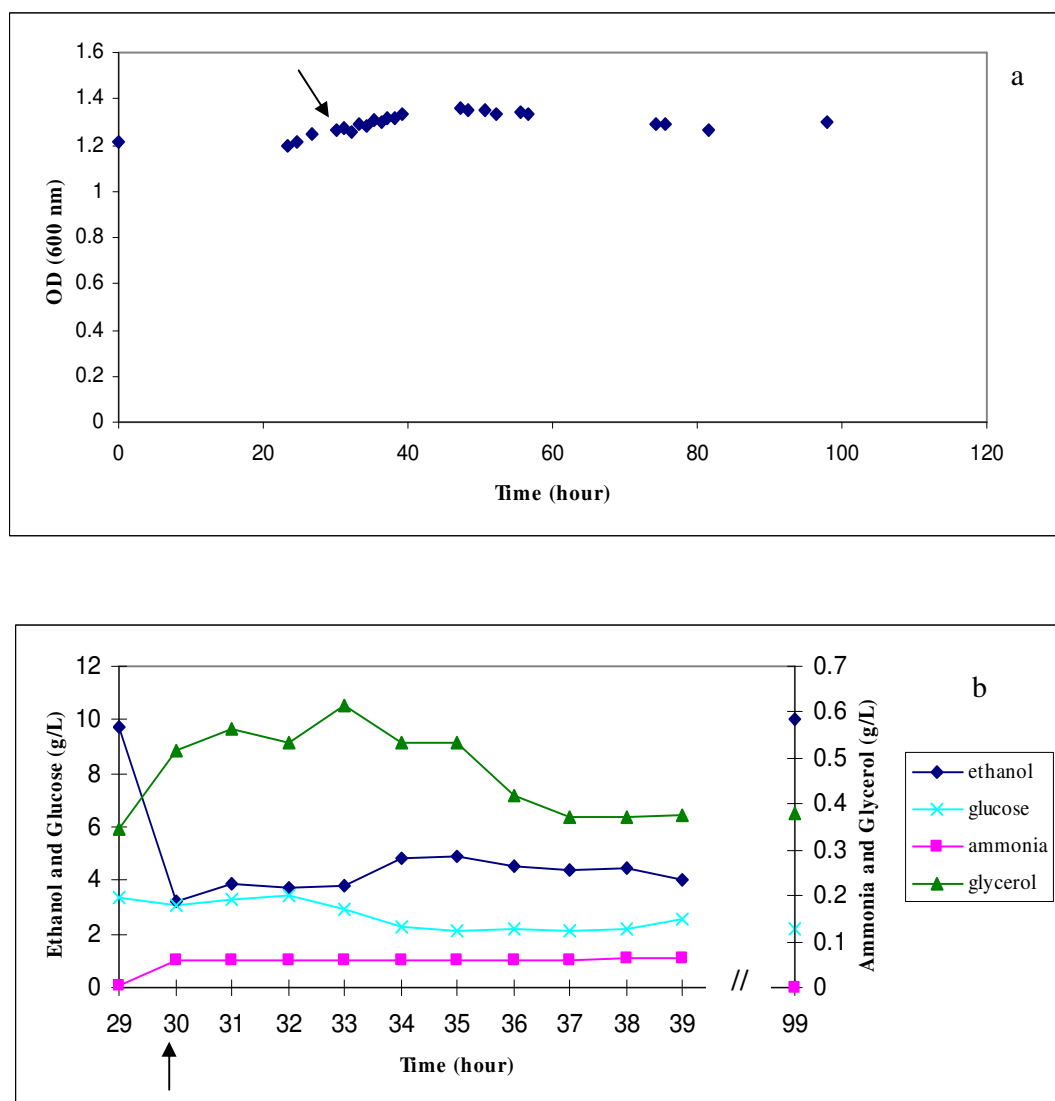 a
1.6
1.4
1.2
1
0.8
0.6
0.4
0.2
0
OD (600 nm)
0 20 40 60 80 100 120
Time (hour)
b
12
10
8
6
4
2
0
Ethanol and Glucose (g/L)
0.7
0.6
0.5
0.4
0.3
0.2
0.1
0
Ammonia and Glycerol (g/L)
29 30 31 32 33 34 35 36 37 38 39 // 99
Time (hour)
ethanol
glucose
ammonia
glycerol